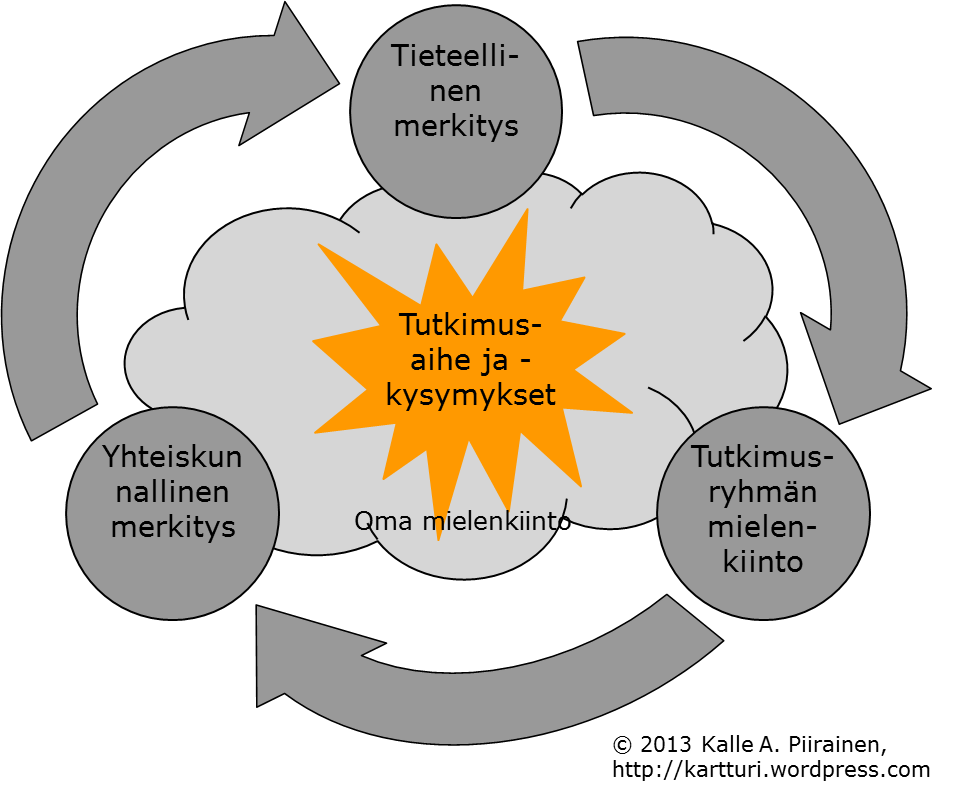 Tieteelli-
nen
merkitys
Tutkimus-
aihe ja -
kysymykset
Yhteiskun
nallinen
merkitys
Tutkimus-
ryhmän
mielen-
kiinto
Oma mielenkiinto
© 2013 Kalle A. Piirainen,
http://kartturi.wordpress.com